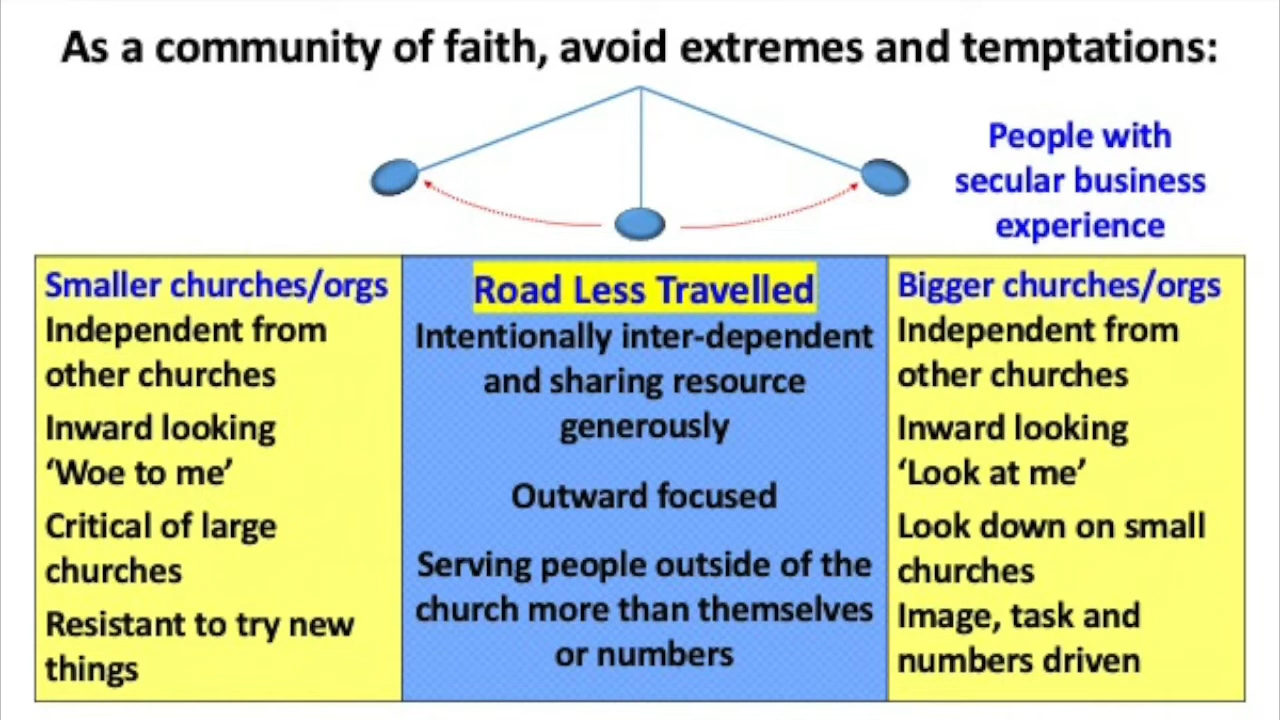 As a community of faith, avoid extremes and temptations:
People with
secular business
experience
Smaller churches/orgs
Independent from
other churches
Inward looking
‘Woe to me’
Critical of large
churches
Resistant to try new
things
Road Less Travelled
Intentionally inter-dependent
and sharing resource
generously
Outward focused
Serving people outside of the
church more than themselves
or numbers
Bigger churches/orgs
Independent from
other churches
Inward looking
‘Look at me’
Look down on small
churches
Image, task and
numbers driven